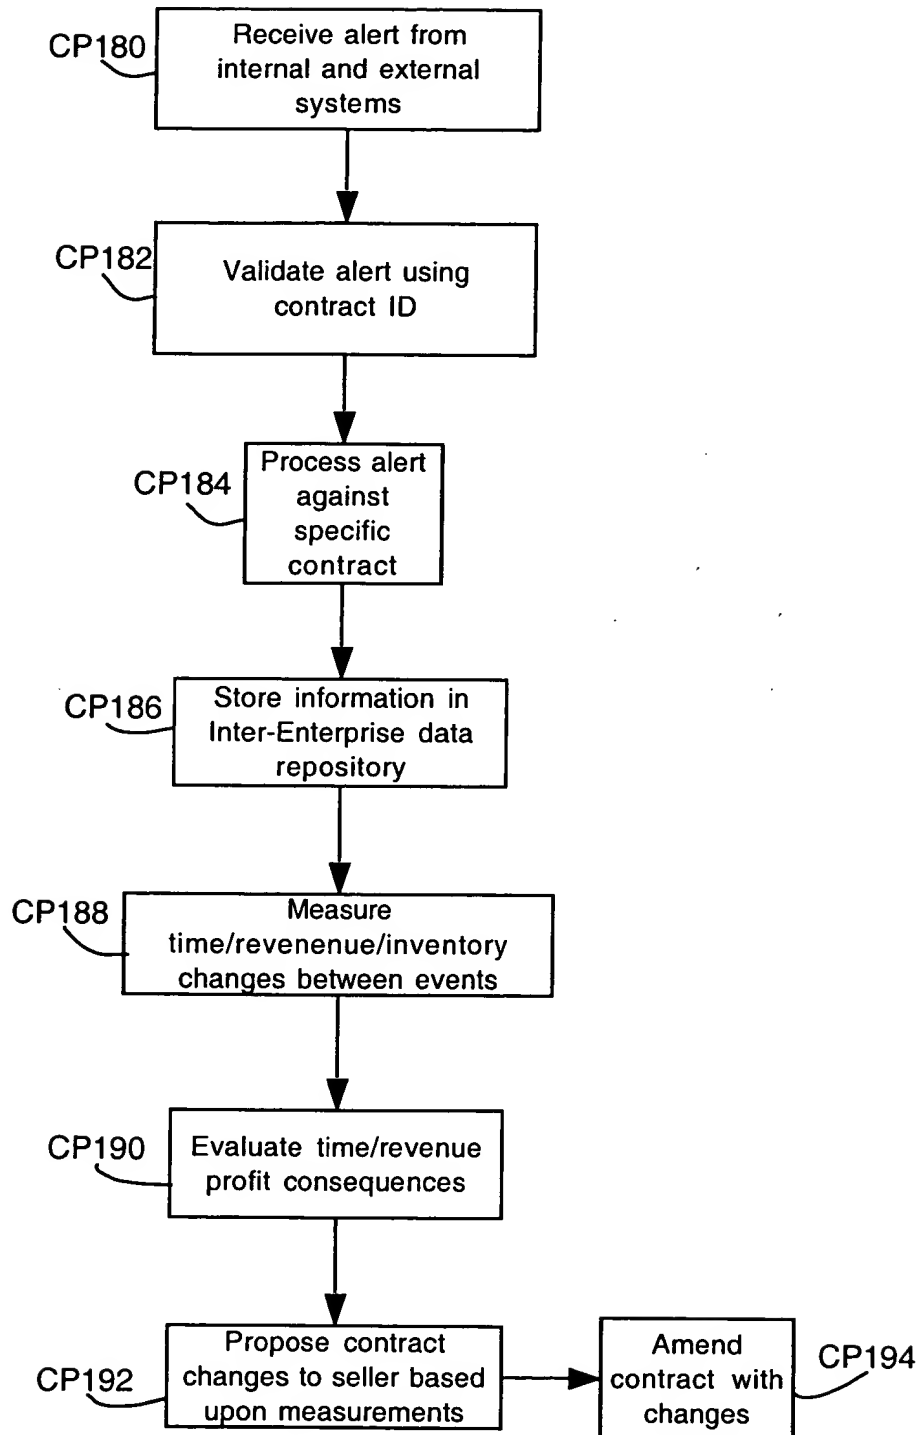 CP180
Receive alert from
internal and external
systems
CP182
Validate alert using
contract ID
CP184
Process alert
against
specific
contract
CP186
Store information in
Inter-Enterprise data
repository
CP188
Measure
time/revenenue/inventory
changes between events
CP190
Evaluate time/revenue
profit consequences
CP192
Propose contract
changes to seller based
upon measurements
Amend
contract with
changes
CP194